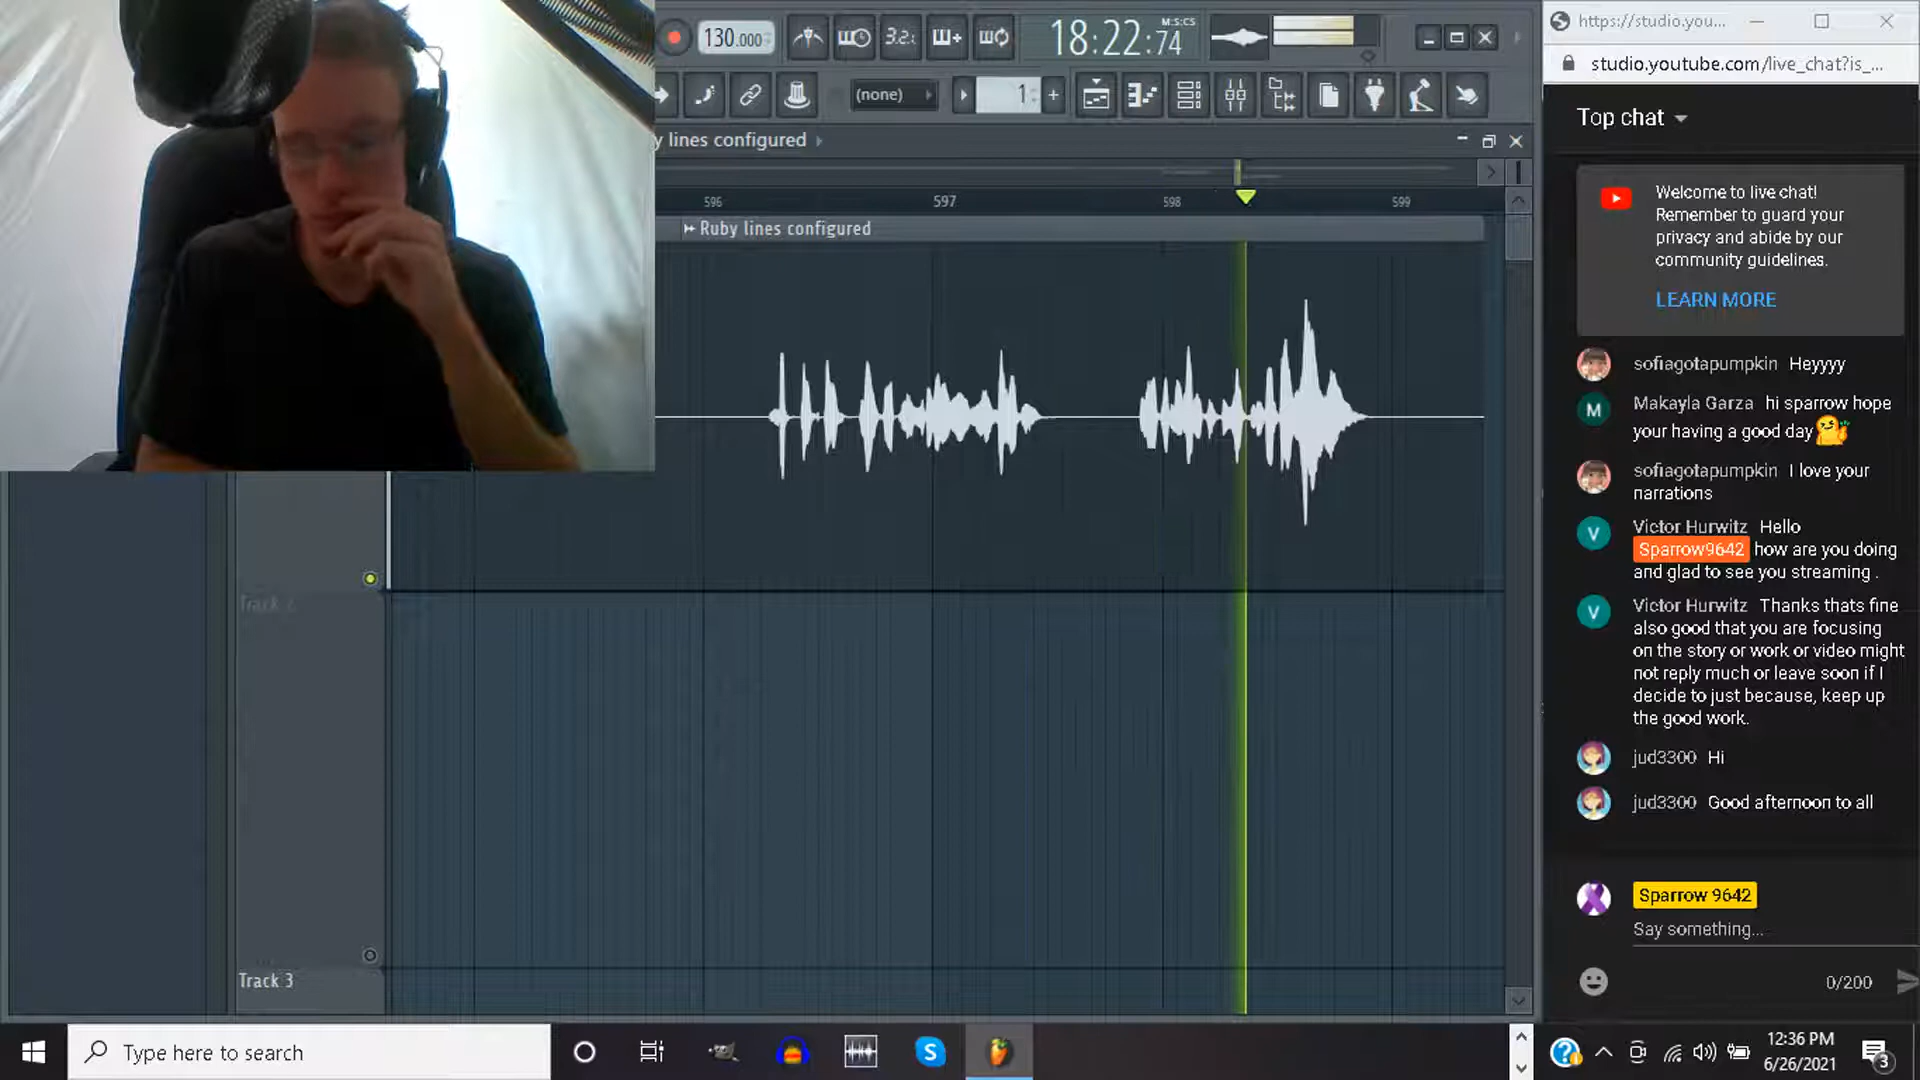 130.000
3.2:
M:S:CS
18:22:74
https://studio.you...
studio.youtube.com/live_chat?is_...
(none)
1
y lines configured
596
597
598
599
Ruby lines configured
Track 3
Top chat
Welcome to live chat!
Remember to guard your
privacy and abide by our
community guidelines.
LEARN MORE
sofiagotapumpkin Heyyyy
M
Makayla Garza hi sparrow hope
your having a good day
sofiagotapumpkin I love your
narrations
V
Victor Hurwitz Hello
Sparrow9642 how are you doing
and glad to see you streaming .
V
Victor Hurwitz Thanks thats fine
also good that you are focusing
on the story or work or video might
not reply much or leave soon if I
decide to just because, keep up
the good work.
jud3300 Hi
jud3300 Good afternoon to all
Sparrow 9642
Say something...
0/200
Type here to search
S
12:36 PM
6/26/2021
3